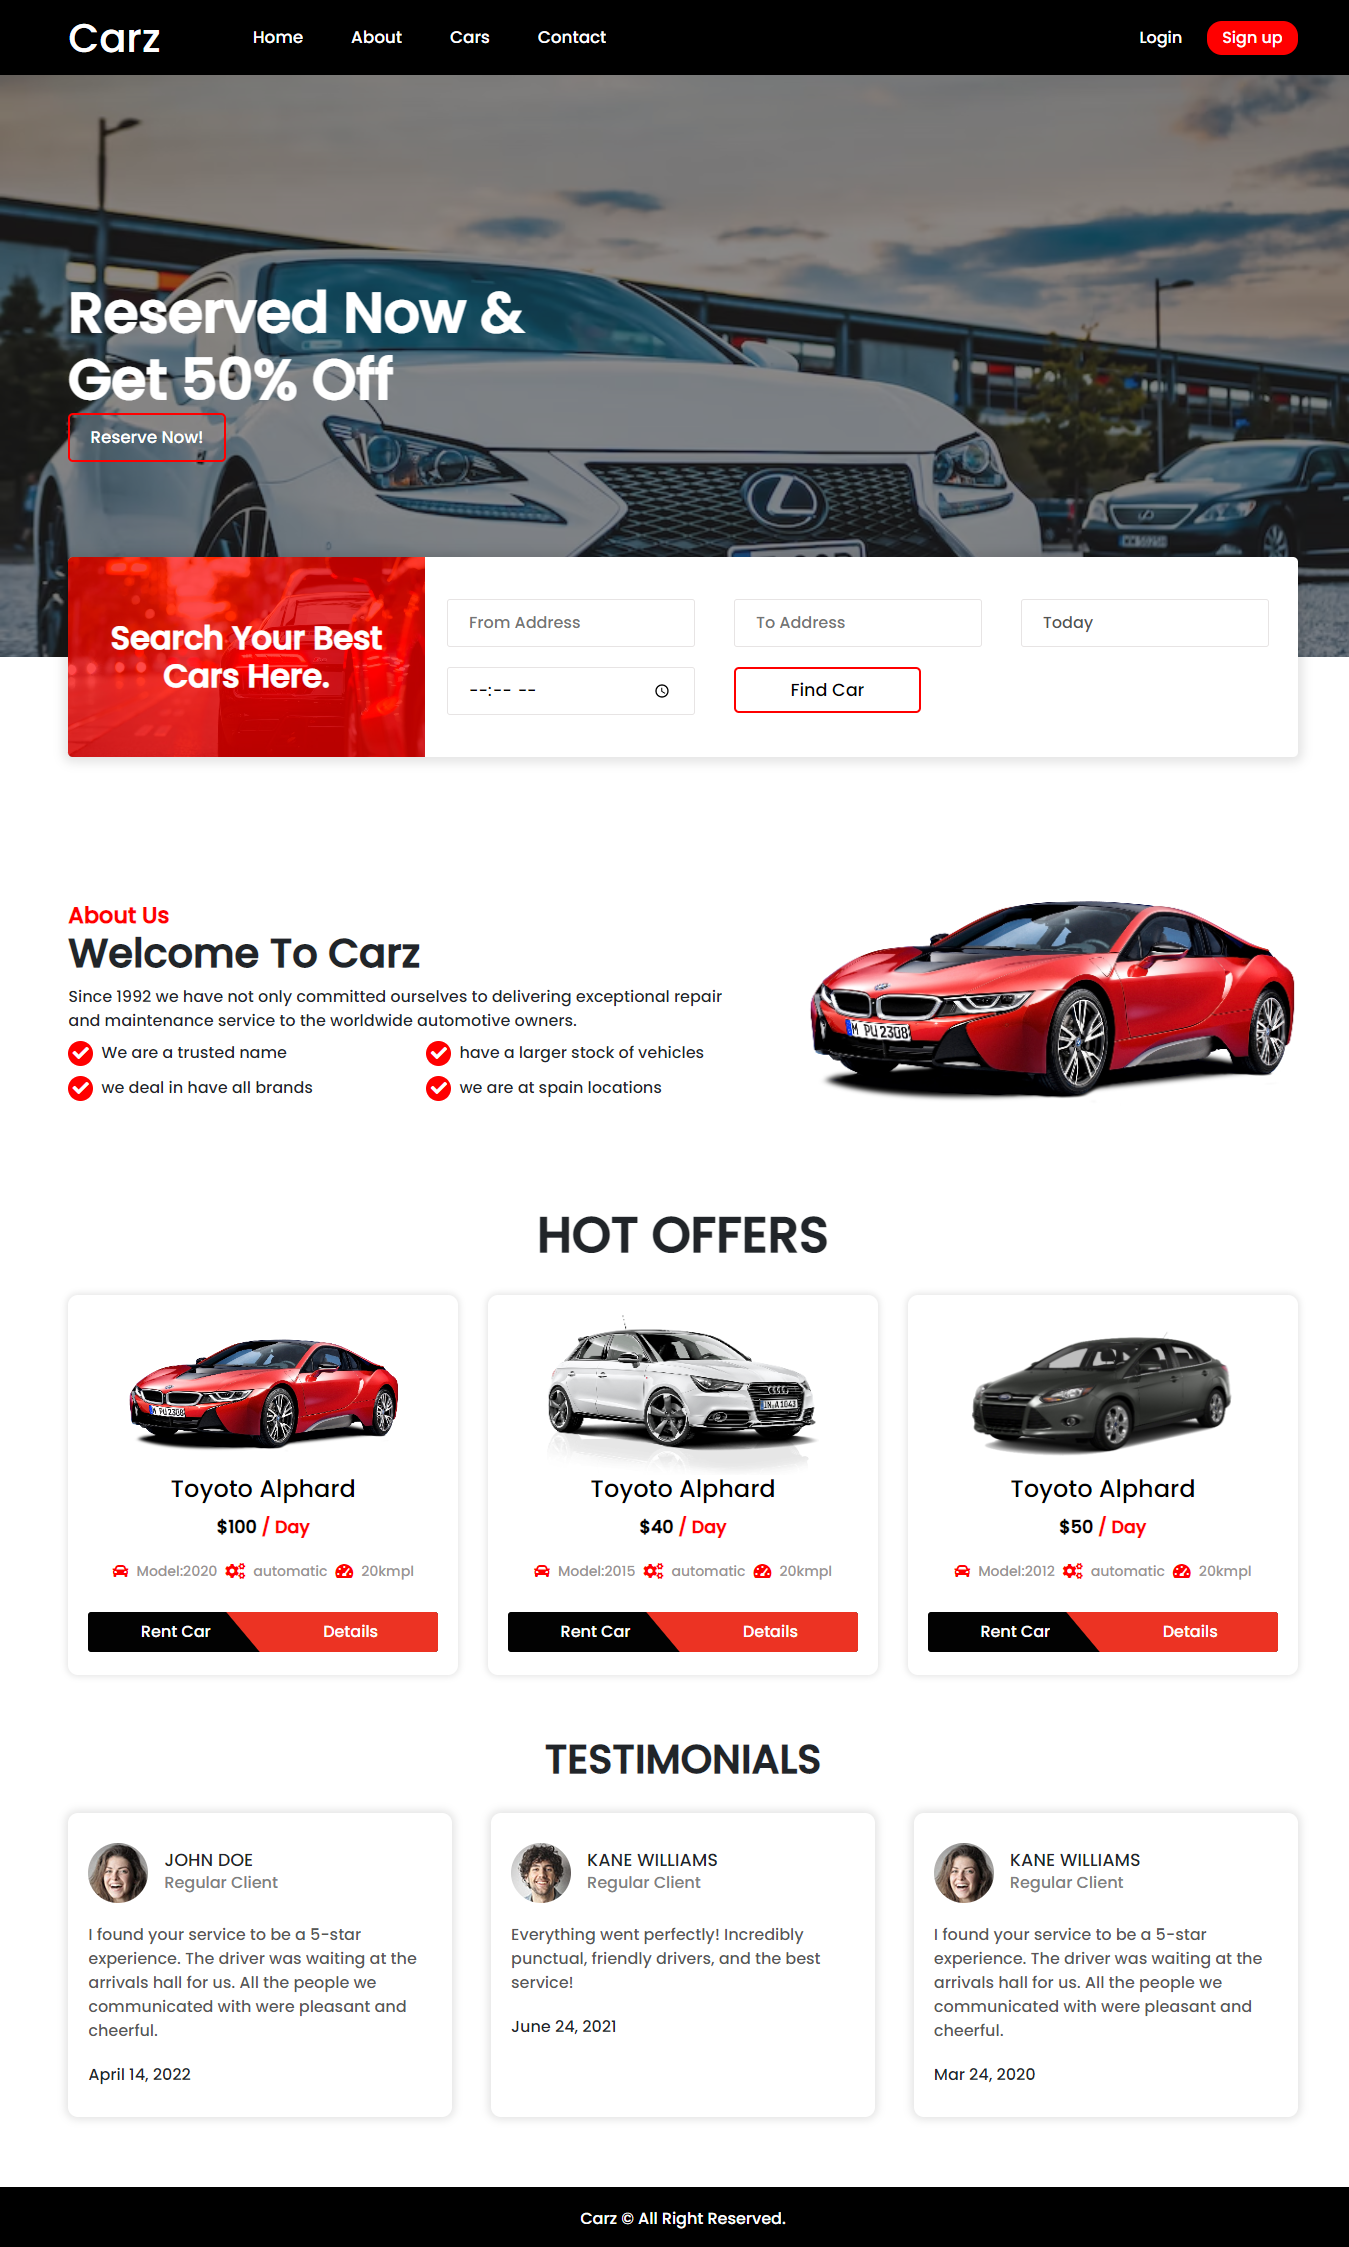 Carz Home About Cars Contact Login Sign up
Reserved Now &
Get 50% Off
Reserve Now!
Search Your Best
Cars Here.
From Address To Address Today
--:-- -- Find Car
About Us
Welcome To Carz
Since 1992 we have not only committed ourselves to delivering exceptional repair
and maintenance service to the worldwide automotive owners.
We are a trusted name have a larger stock of vehicles
we deal in have all brands we are at spain locations
M PU 2308
HOT OFFERS
Toyoto Alphard
$100 / Day
Model:2020 automatic 20kmpl
Rent Car Details
Toyoto Alphard
$40 / Day
Model:2015 automatic 20kmpl
Rent Car Details
Toyoto Alphard
$50 / Day
Model:2012 automatic 20kmpl
Rent Car Details
TESTIMONIALS
JOHN DOE
Regular Client
I found your service to be a 5-star
experience. The driver was waiting at the
arrivals hall for us. All the people we
communicated with were pleasant and
cheerful.
April 14, 2022
KANE WILLIAMS
Regular Client
Everything went perfectly! Incredibly
punctual, friendly drivers, and the best
service!
June 24, 2021
KANE WILLIAMS
Regular Client
I found your service to be a 5-star
experience. The driver was waiting at the
arrivals hall for us. All the people we
communicated with were pleasant and
cheerful.
Mar 24, 2020
Carz © All Right Reserved.